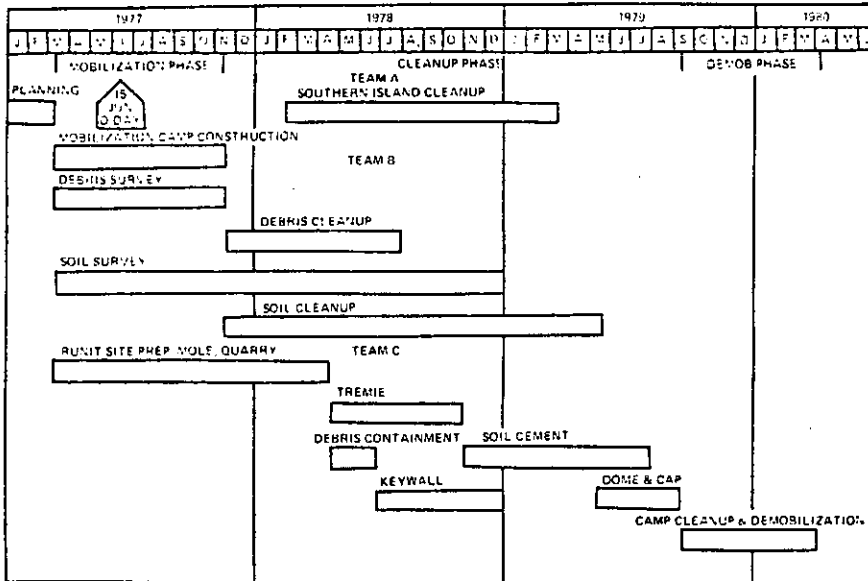 1977 1978 1979 1980
J F M A M J J A S O N D J F M A M J J A S O N D J F M A M J J A S O N D J F M A M J
MOBILIZATION PHASE CLEANUP PHASE DEMOB PHASE
PLANNING
15
JUN
D DAY
TEAM A
SOUTHERN ISLAND CLEANUP
MOBILIZATION CAMP CONSTRUCTION
TEAM B
DEBRIS SURVEY
DEBRIS CLEANUP
SOIL SURVEY
SOIL CLEANUP
RUNIT SITE PREP, MOLE, QUARRY TEAM C
TREMIE
DEBRIS CONTAINMENT SOIL CEMENT
KEYWALL DOME & CAP
CAMP CLEANUP & DEMOBILIZATION